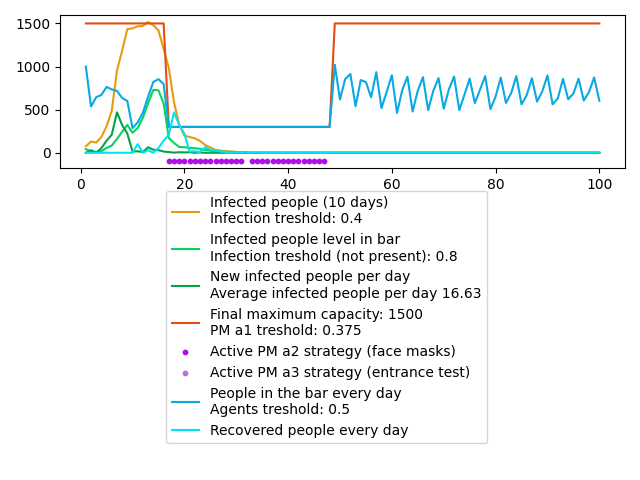 1500
1000
500
0
0
20
40
60
80
100
Infected people (10 days)
Infection treshold: 0.4
Infected people level in bar
Infection treshold (not present): 0.8
New infected people per day
Average infected people per day 16.63
Final maximum capacity: 1500
PM a1 treshold: 0.375
Active PM a2 strategy (face masks)
Active PM a3 strategy (entrance test)
People in the bar every day
Agents treshold: 0.5
Recovered people every day